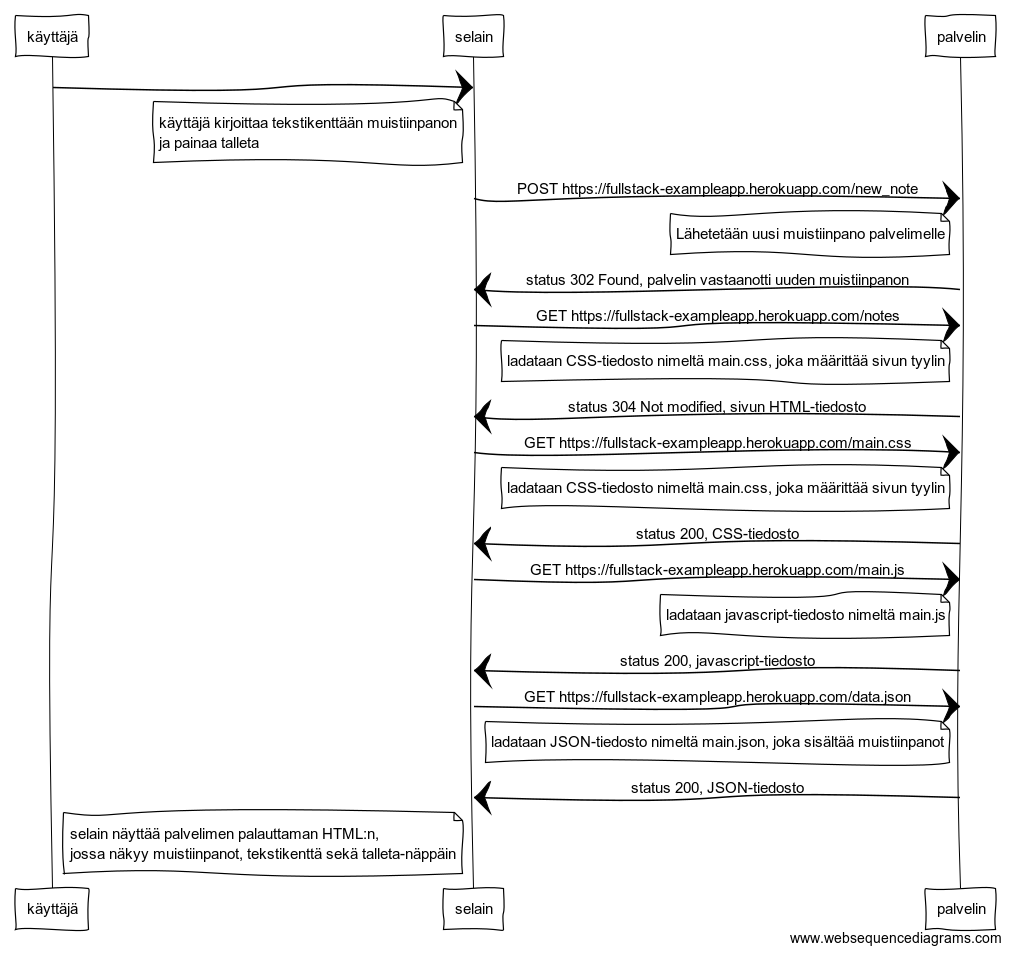 käyttäjä
selain
palvelin
käyttäjä kirjoittaa tekstikenttään muistiinpanon
ja painaa talleta
POST https://fullstack-exampleapp.herokuapp.com/new_note
Lähetetään uusi muistiinpano palvelimelle
status 302 Found, palvelin vastaanotti uuden muistiinpanon
GET https://fullstack-exampleapp.herokuapp.com/notes
ladataan CSS-tiedosto nimeltä main.css, joka määrittää sivun tyylin
status 304 Not modified, sivun HTML-tiedosto
GET https://fullstack-exampleapp.herokuapp.com/main.css
ladataan CSS-tiedosto nimeltä main.css, joka määrittää sivun tyylin
status 200, CSS-tiedosto
GET https://fullstack-exampleapp.herokuapp.com/main.js
ladataan javascript-tiedosto nimeltä main.js
status 200, javascript-tiedosto
GET https://fullstack-exampleapp.herokuapp.com/data.json
ladataan JSON-tiedosto nimeltä main.json, joka sisältää muistiinpanot
status 200, JSON-tiedosto
selain näyttää palvelimen palauttaman HTML:n,
jossa näkyy muistiinpanot, tekstikenttä sekä talleta-näppäin
käyttäjä
selain
palvelin
www.websequencediagrams.com